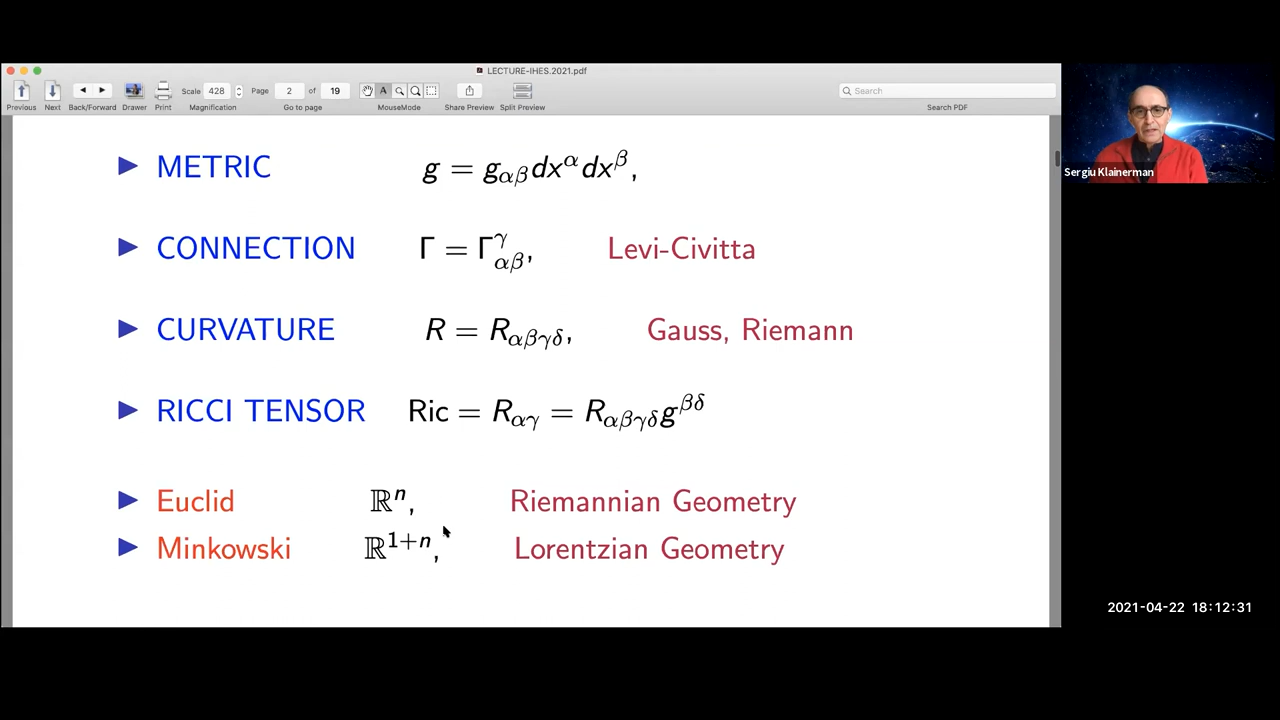 LECTURE-IHES.2021.pdf
Scale 428 Page 2 of 19 Search
Previous Next Back/Forward Drawer Print Magnification Go to page MouseMode Share Preview Split Preview Search PDF
▶ METRIC g = g_{αβ}dx^αdx^β,
▶ CONNECTION Γ = Γ^γ_{αβ}, Levi-Civitta
▶ CURVATURE R = R_{αβγδ}, Gauss, Riemann
▶ RICCI TENSOR Ric = R_{αγ} = R_{αβγδ}g^{βδ}
▶ Euclid ℝ^n, Riemannian Geometry
▶ Minkowski ℝ^{1+n}, Lorentzian Geometry
Sergiu Klainerman
2021-04-22 18:12:31